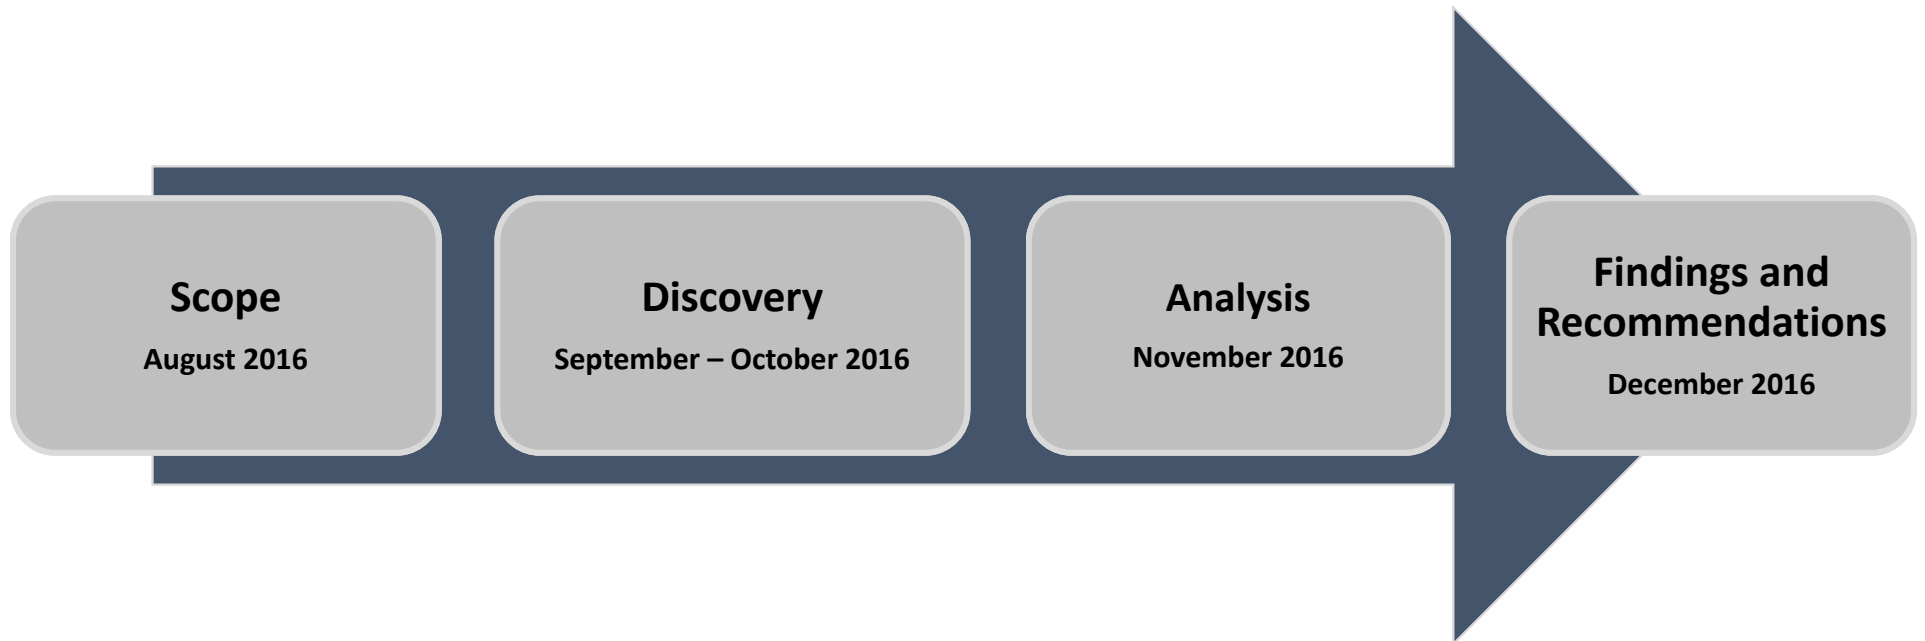 Scope
August 2016
Discovery
September – October 2016
Analysis
November 2016
Findings and
Recommendations
December 2016